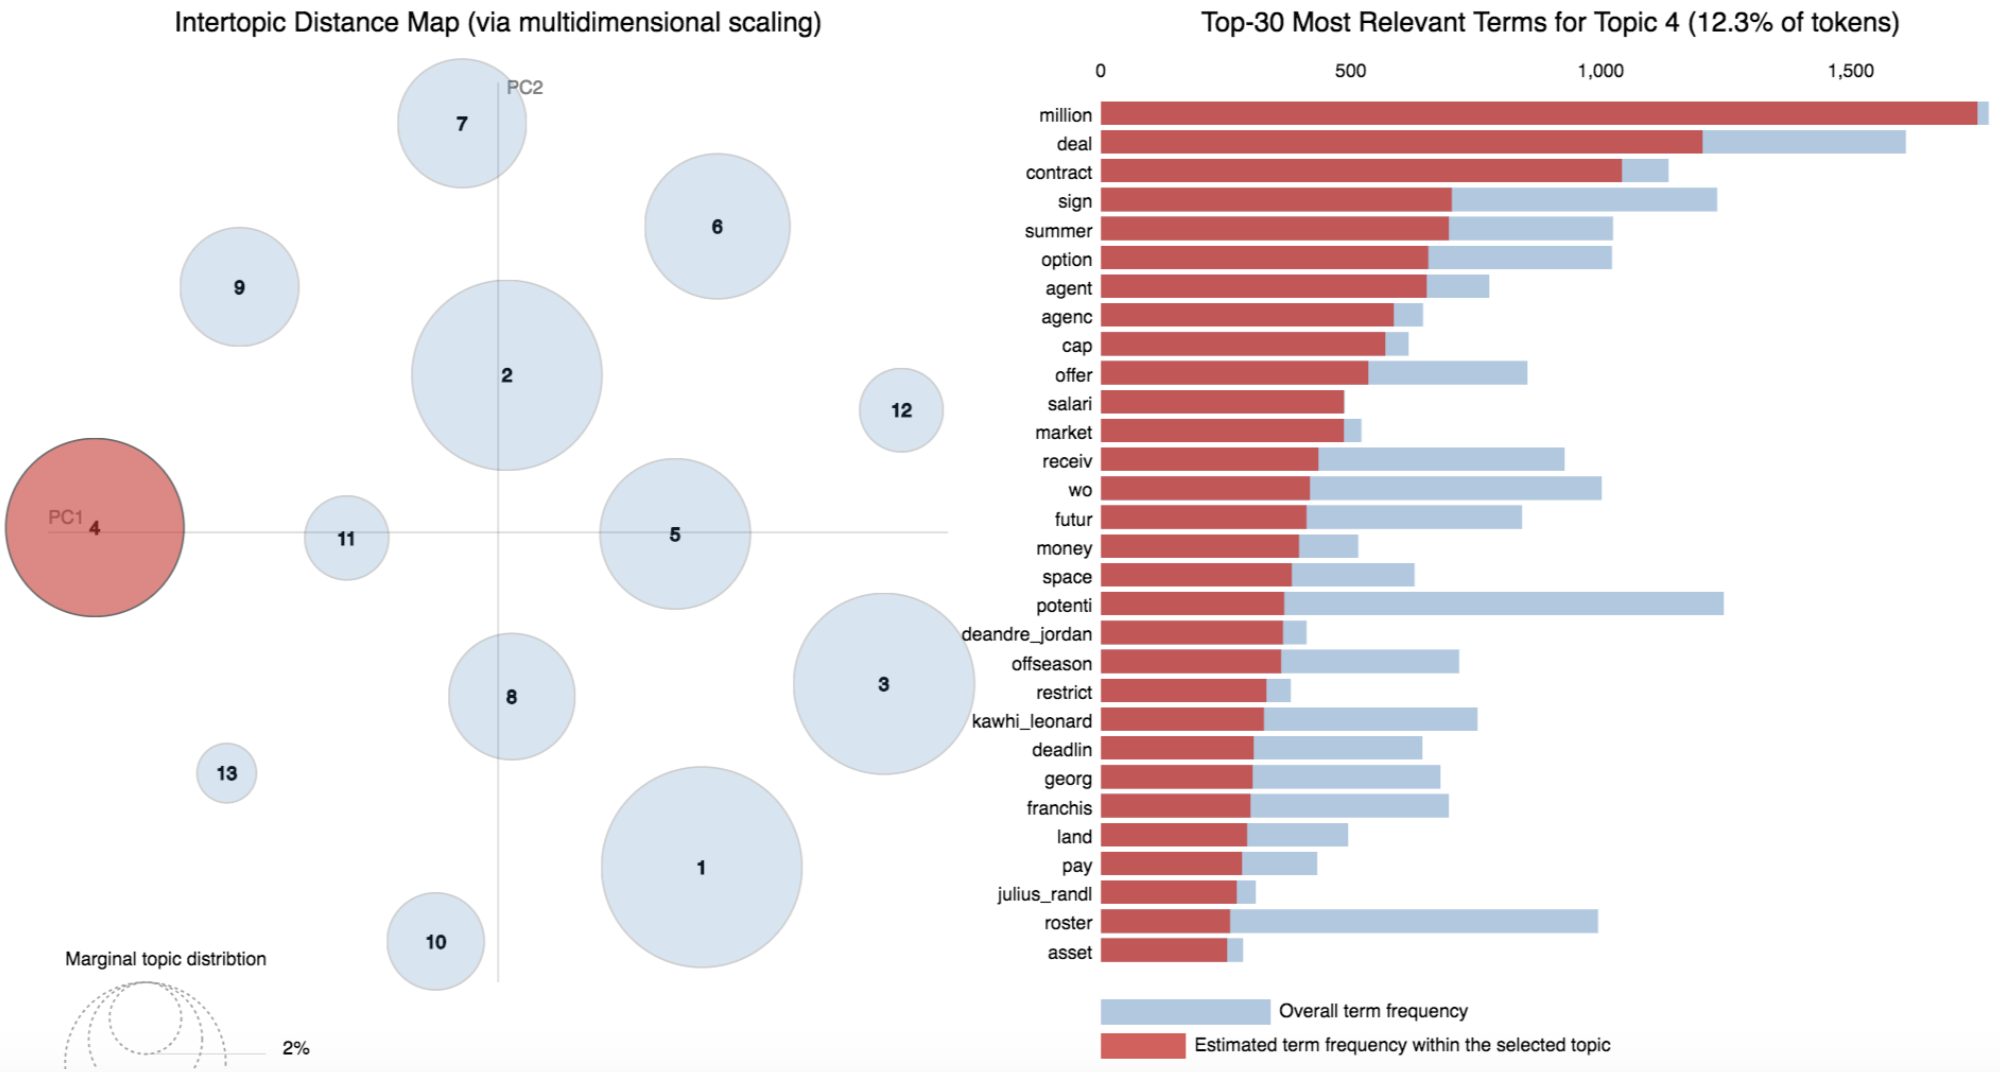 Intertopic Distance Map (via multidimensional scaling)
PC2
7
6
9
2
12
PC1
4
11
5
3
8
13
1
10
Marginal topic distribtion
2%
Top-30 Most Relevant Terms for Topic 4 (12.3% of tokens)
0 500 1,000 1,500
million
deal
contract
sign
summer
option
agent
agenc
cap
offer
salari
market
receiv
wo
futur
money
space
potenti
deandre_jordan
offseason
restrict
kawhi_leonard
deadlin
georg
franchis
land
pay
julius_randl
roster
asset
Overall term frequency
Estimated term frequency within the selected topic